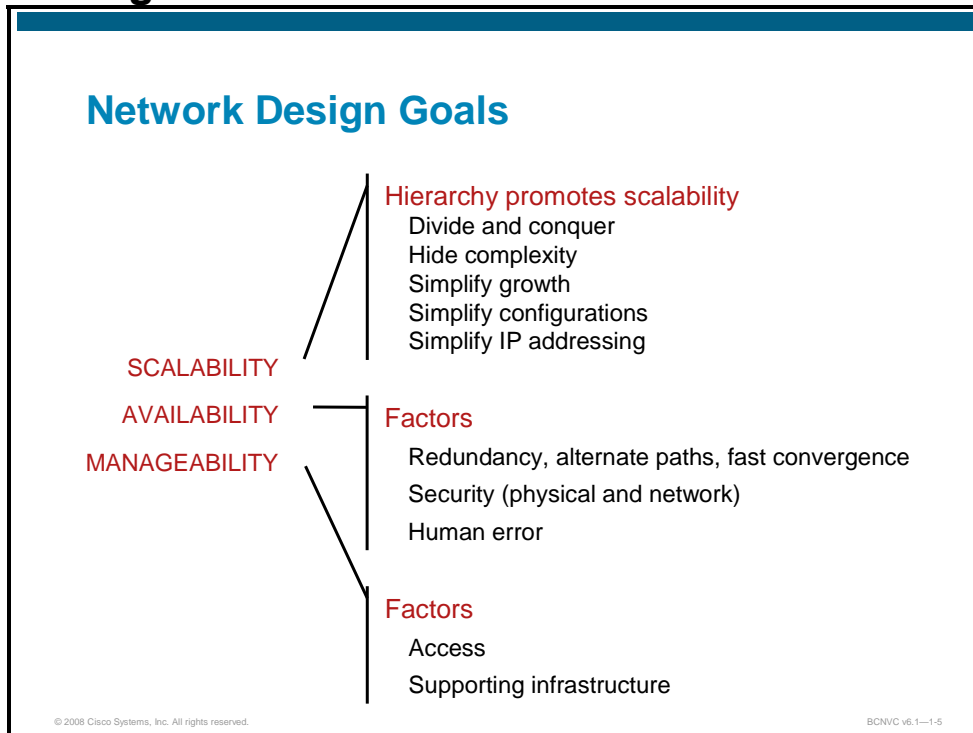 Network Design Goals
Hierarchy promotes scalability
Divide and conquer
Hide complexity
Simplify growth
Simplify configurations
Simplify IP addressing
SCALABILITY
AVAILABILITY
MANAGEABILITY
Factors
Redundancy, alternate paths, fast convergence
Security (physical and network)
Human error
Factors
Access
Supporting infrastructure
© 2008 Cisco Systems, Inc. All rights reserved.
BCNVC v6.1—1-5